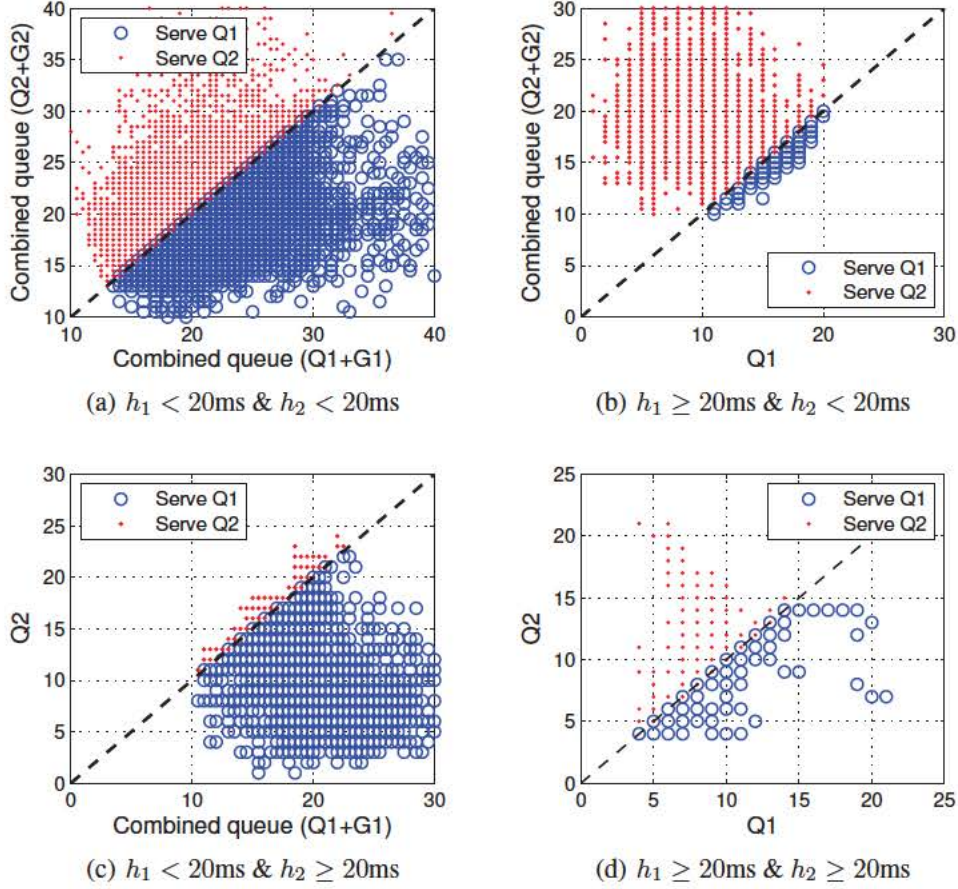 40
35
30
25
20
15
10
Combined queue (Q2+G2)
Serve Q1
Serve Q2
10
20
30
40
Combined queue (Q1+G1)
(a) h₁ < 20ms & h₂ < 20ms
30
25
20
15
10
5
0
Combined queue (Q2+G2)
Serve Q1
Serve Q2
0
10
20
30
Q1
(b) h₁ ≥ 20ms & h₂ < 20ms
30
25
20
15
10
5
0
Q2
Serve Q1
Serve Q2
0
10
20
30
Combined queue (Q1+G1)
(c) h₁ < 20ms & h₂ ≥ 20ms
25
20
15
10
5
0
Q2
Serve Q1
Serve Q2
0
5
10
15
20
25
Q1
(d) h₁ ≥ 20ms & h₂ ≥ 20ms